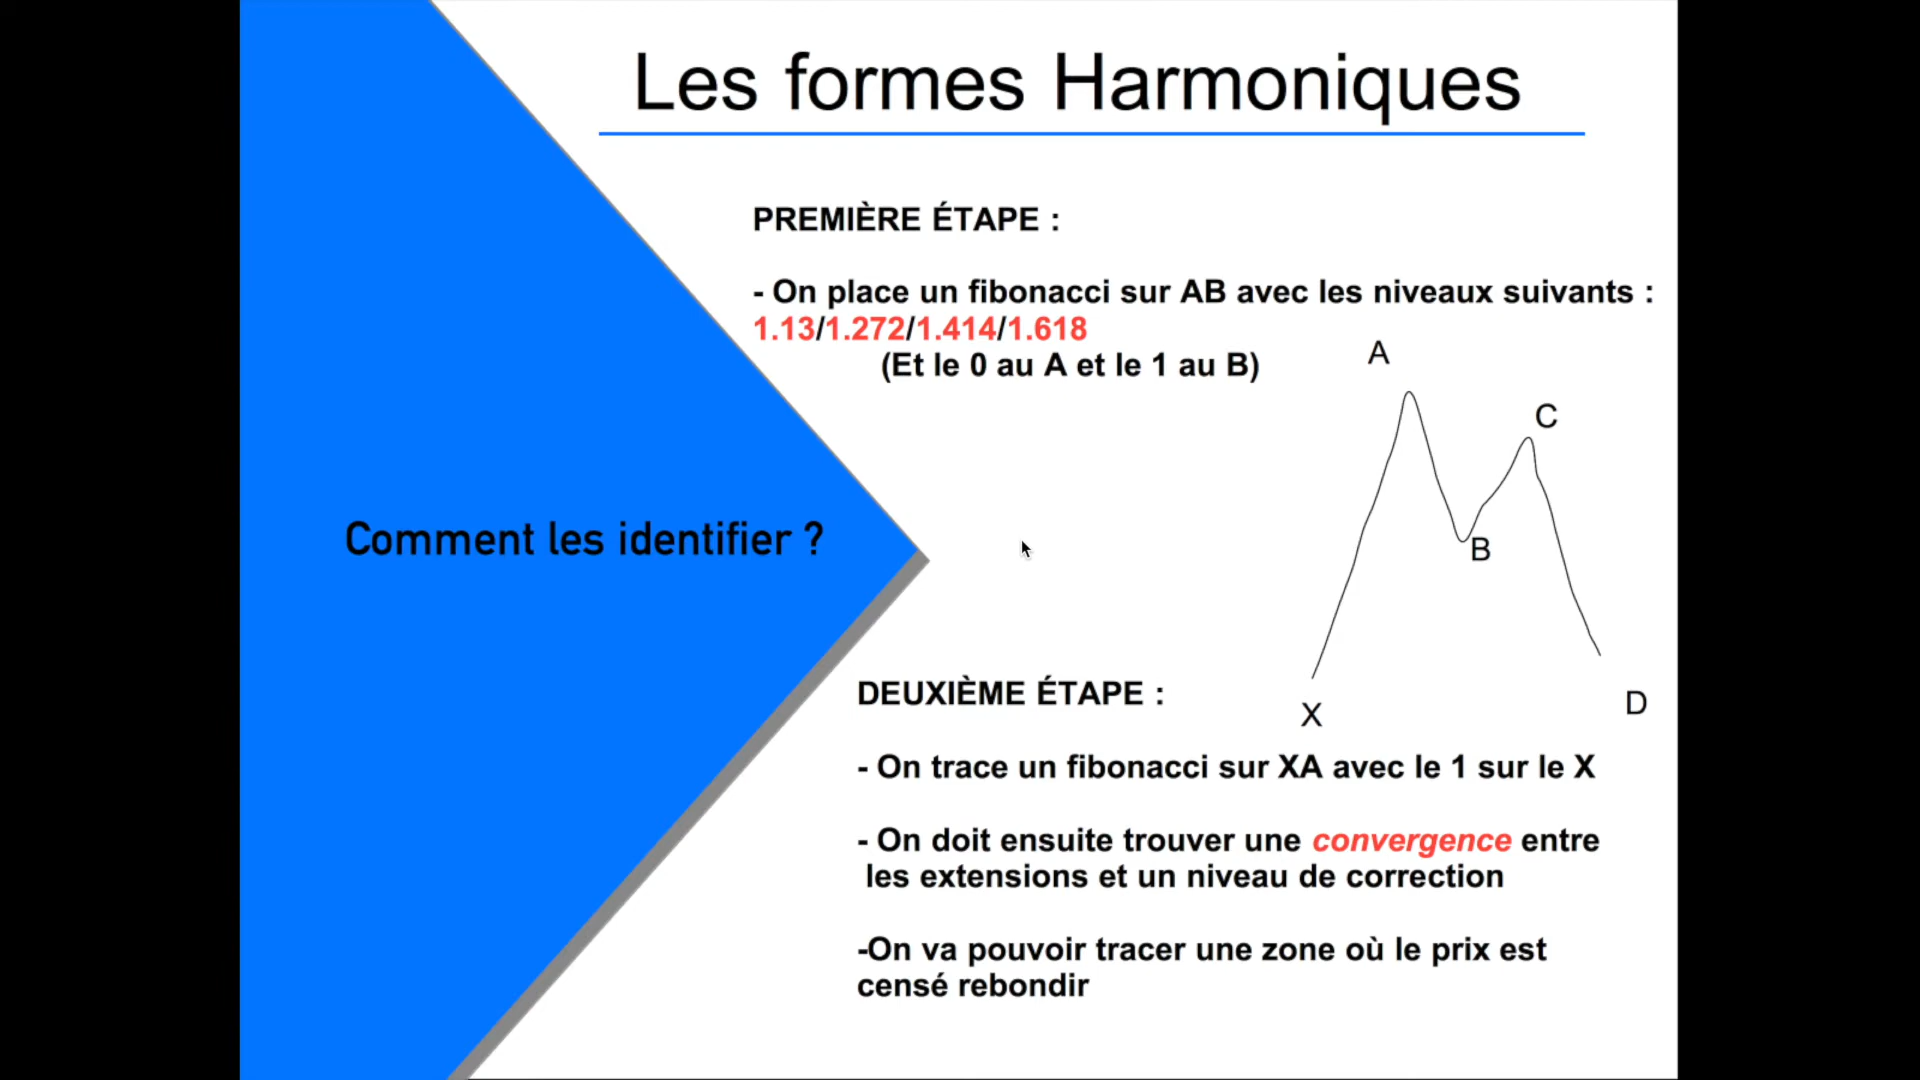 Les formes Harmoniques
PREMIÈRE ÉTAPE :
- On place un fibonacci sur AB avec les niveaux suivants :
1.13/1.272/1.414/1.618
(Et le 0 au A et le 1 au B)
A
C
B
X
D
Comment les identifier ?
DEUXIÈME ÉTAPE :
- On trace un fibonacci sur XA avec le 1 sur le X
- On doit ensuite trouver une convergence entre
les extensions et un niveau de correction
-On va pouvoir tracer une zone où le prix est
censé rebondir